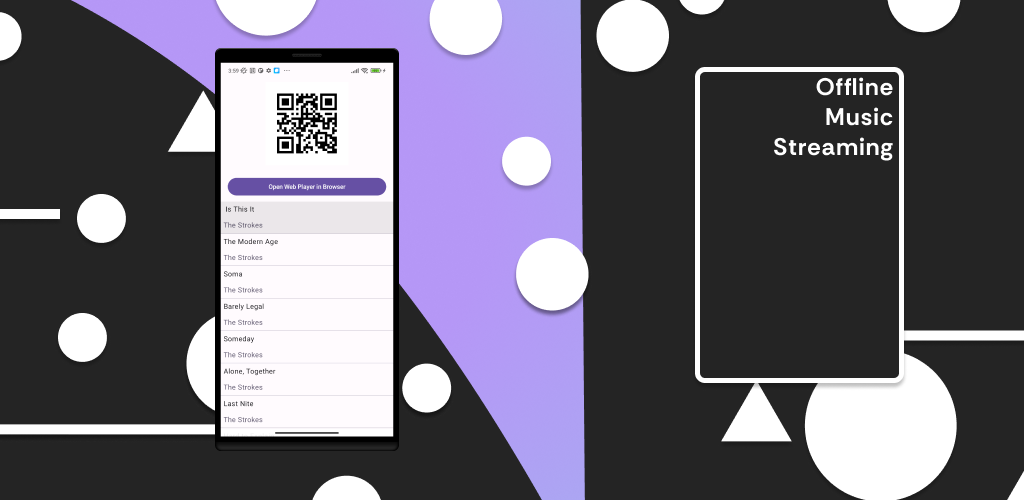 3:59
Open Web Player in Browser
Is This It
The Strokes
The Modern Age
The Strokes
Soma
The Strokes
Barely Legal
The Strokes
Someday
The Strokes
Alone, Together
The Strokes
Last Nite
The Strokes
Offline
Music
Streaming